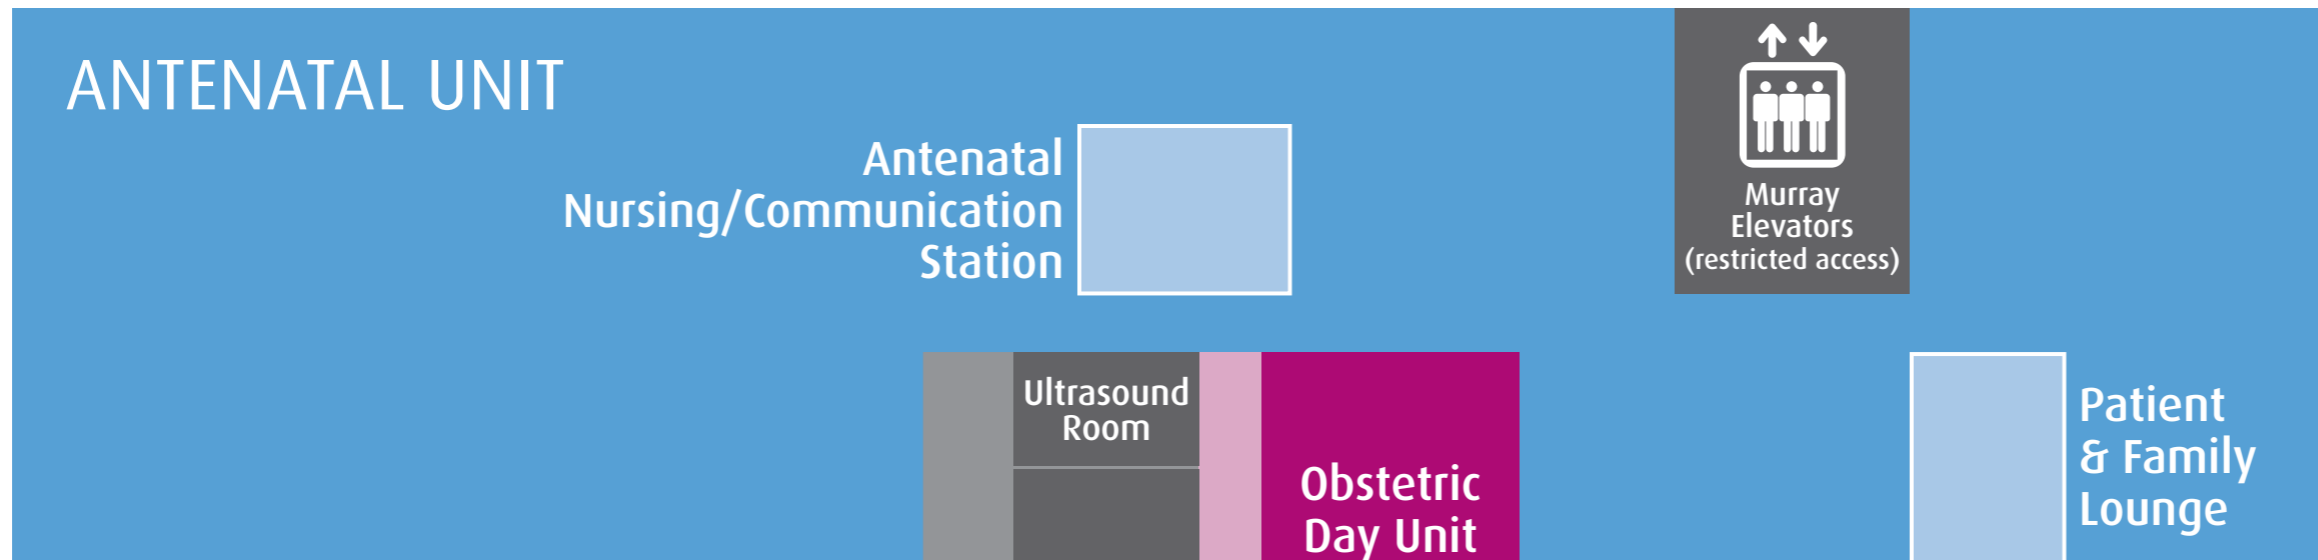 ANTENATAL UNIT
Antenatal
Nursing/Communication
Station
Murray
Elevators
(restricted access)
Ultrasound
Room
Obstetric
Day Unit
Patient
& Family
Lounge